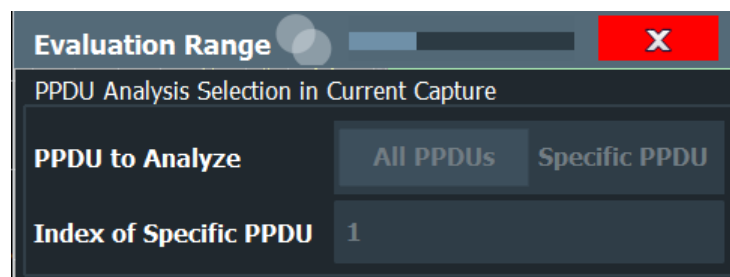 Evaluation Range X
PPDU Analysis Selection in Current Capture
PPDU to Analyze All PPDUs Specific PPDU
Index of Specific PPDU 1